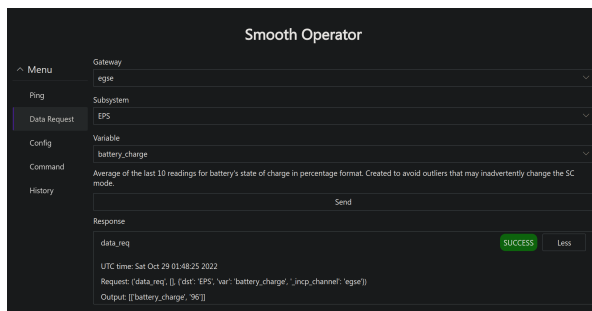 Smooth Operator
Menu
Ping
Data Request
Config
Command
History
Gateway
egse
Subsystem
EPS
Variable
battery_charge
Average of the last 10 readings for battery's state of charge in percentage format. Created to avoid outliers that may inadvertently change the SC
mode.
Send
Response
data_req
SUCCESS
Less
UTC time: Sat Oct 29 01:48:25 2022
Request: ('data_req', [], {'dst': 'EPS', 'var': 'battery_charge', '_incp_channel': 'egse'})
Output: [['battery_charge', '96']]